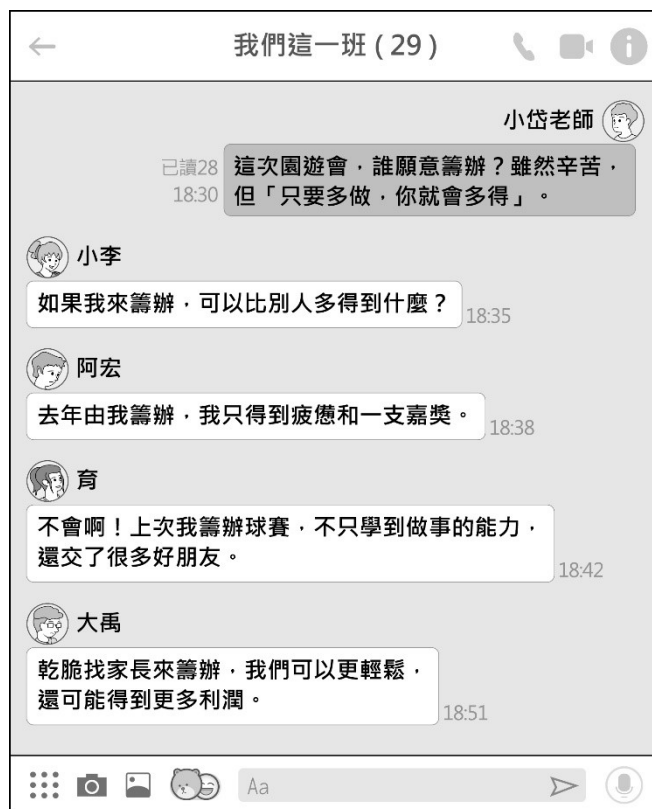 我們這一班 ( 29 )
小岱老師
已讀28
18:30
這次園遊會，誰願意籌辦？雖然辛苦，
但「只要多做，你就會多得」。
小李
如果我來籌辦，可以比別人多得到什麼？
18:35
阿宏
去年由我籌辦，我只得到疲憊和一支嘉獎。
18:38
育
不會啊！上次我籌辦球賽，不只學到做事的能力，
還交了很多好朋友。
18:42
大禹
乾脆找家長來籌辦，我們可以更輕鬆，
還可能得到更多利潤。
18:51
Aa